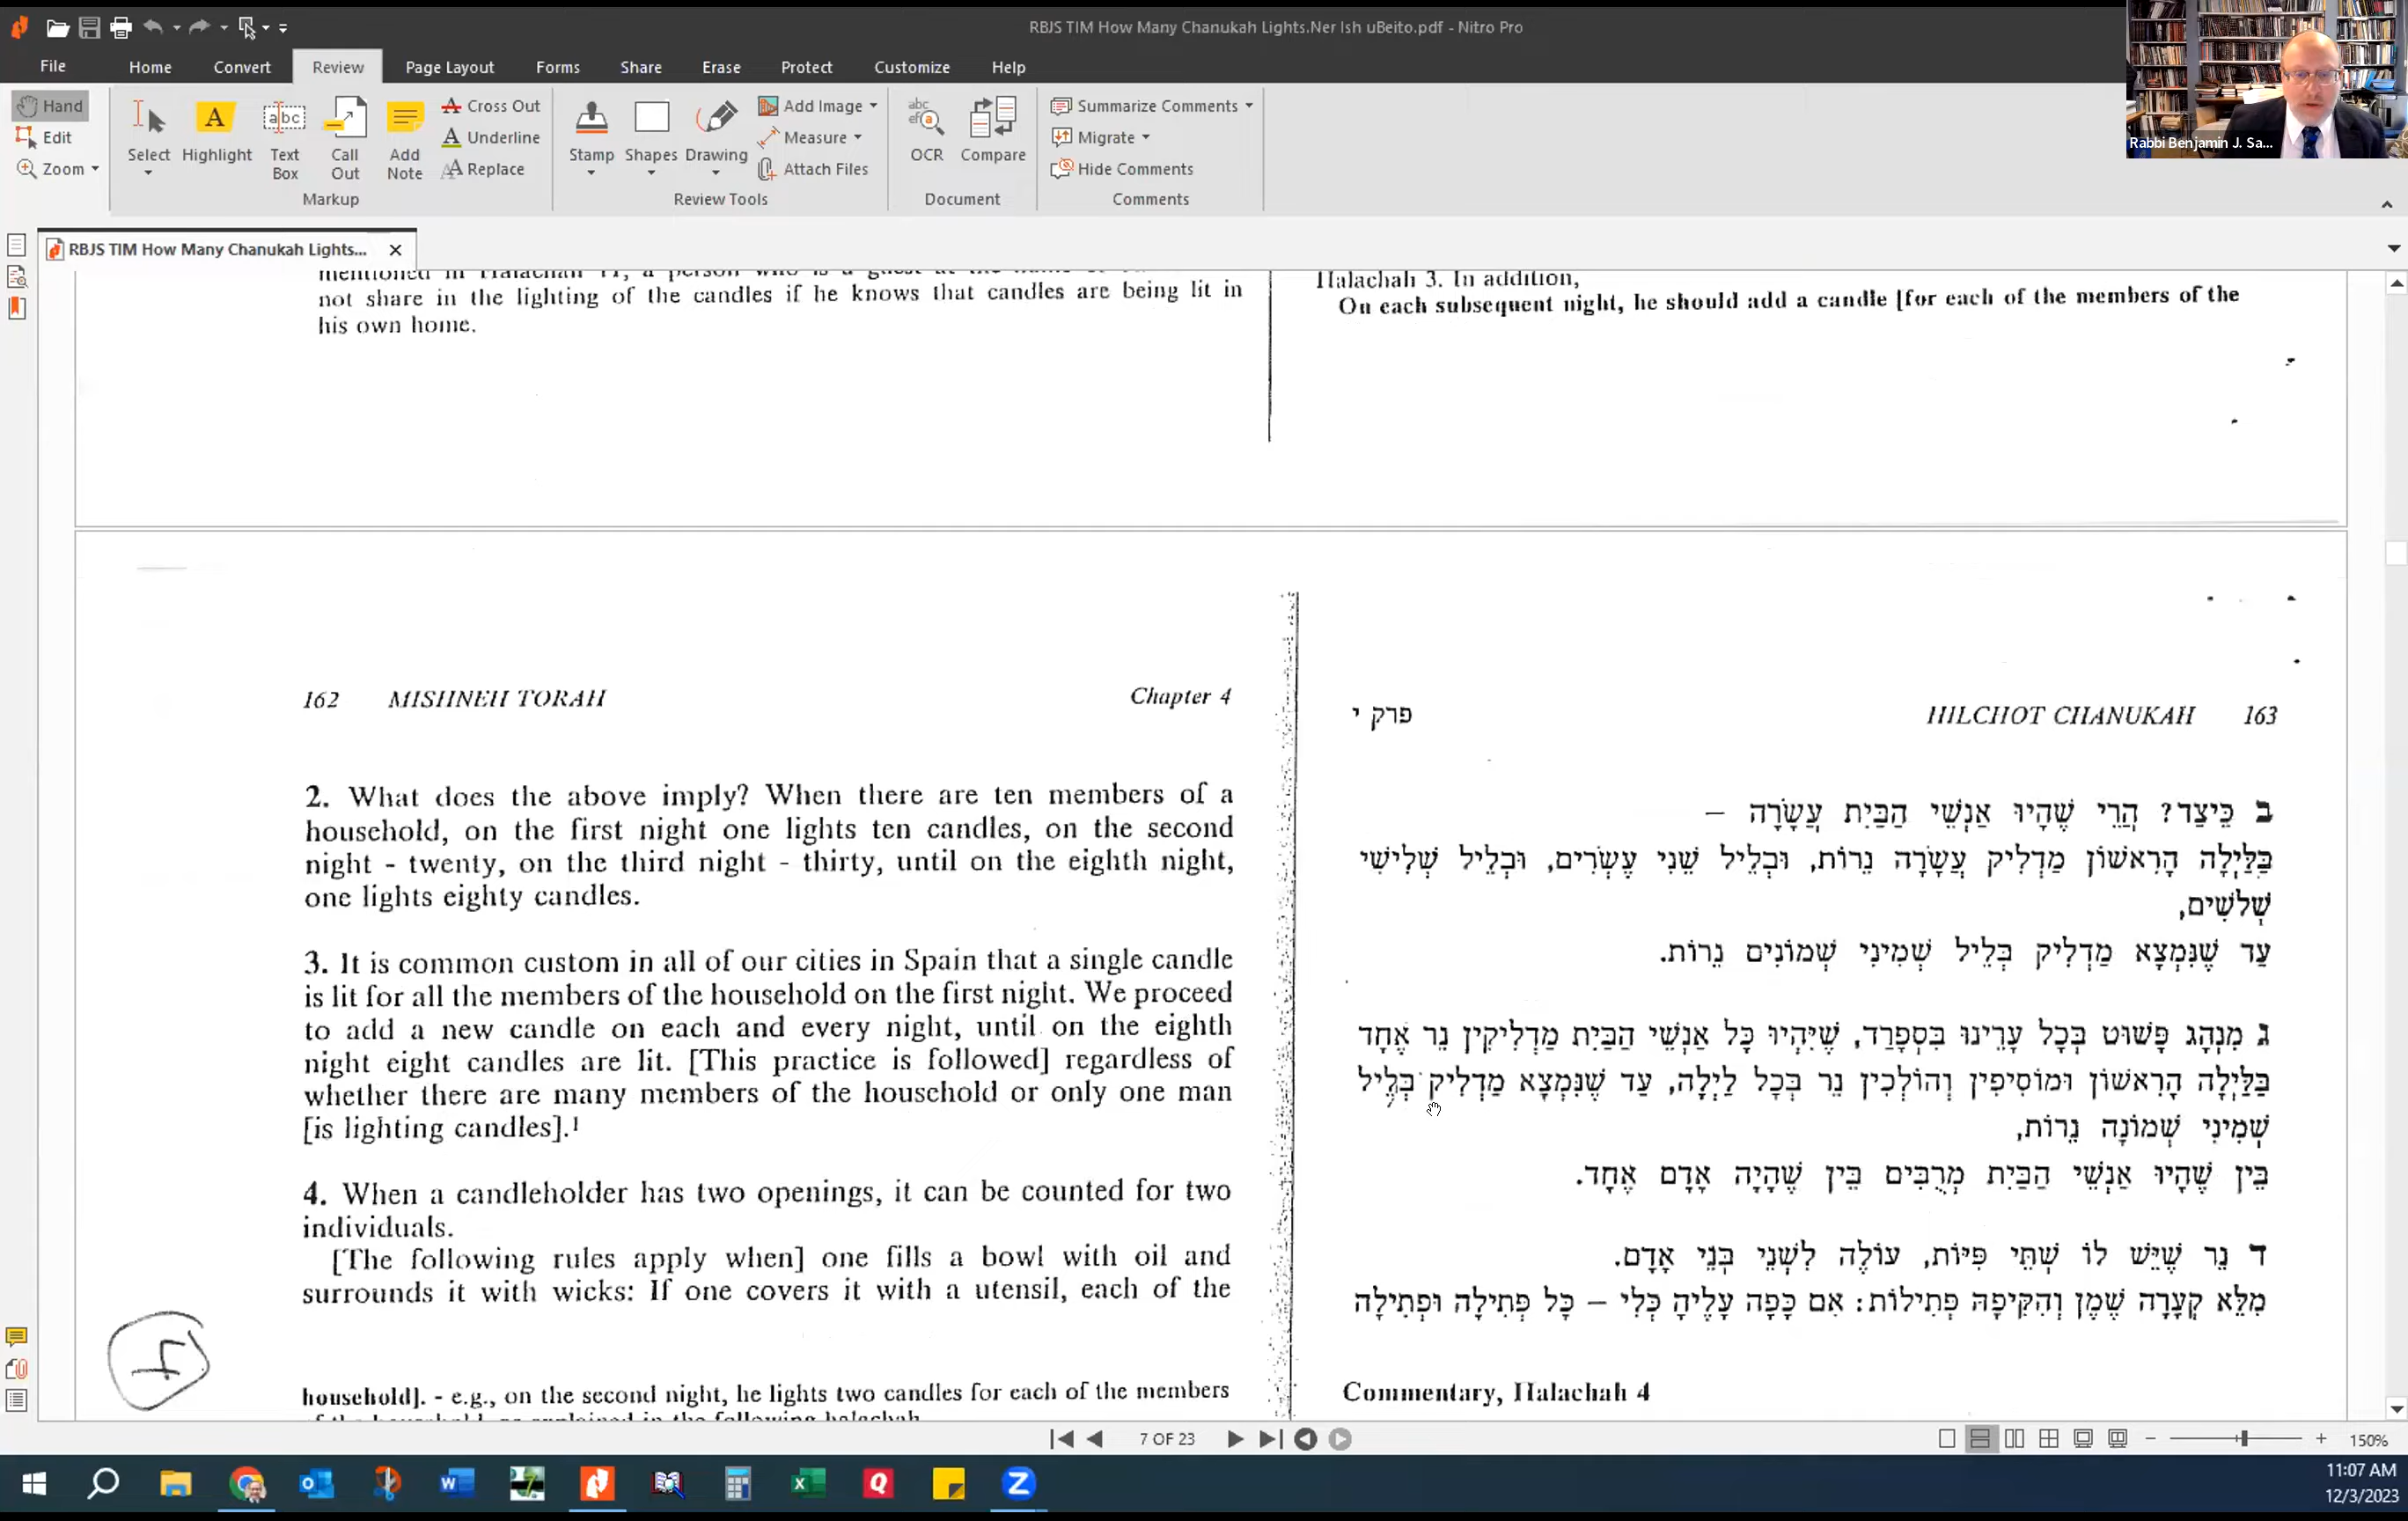 RBJS TIM How Many Chanukah Lights.Ner Ish uBeito.pdf - Nitro Pro
File
Home
Convert
Review
Page Layout
Forms
Share
Erase
Protect
Customize
Help
Hand
Edit
Zoom
Select
Highlight
Text Box
Call Out
Add Note
Cross Out
Underline
Replace
Markup
Stamp
Shapes
Drawing
Add Image
Measure
Attach Files
Review Tools
OCR
Compare
Document
Summarize Comments
Migrate
Hide Comments
Comments
Rabbi Benjamin J. Sa...
RBJS TIM How Many Chanukah Lights...
not share in the lighting of the candles if he knows that candles are being lit in
his own home.
Halachah 3. In addition,
On each subsequent night, he should add a candle [for each of the members of the
162 MISHNEH TORAH Chapter 4
2. What does the above imply? When there are ten members of a
household, on the first night one lights ten candles, on the second
night - twenty, on the third night - thirty, until on the eighth night,
one lights eighty candles.
3. It is common custom in all of our cities in Spain that a single candle
is lit for all the members of the household on the first night. We proceed
to add a new candle on each and every night, until on the eighth
night eight candles are lit. [This practice is followed] regardless of
whether there are many members of the household or only one man
[is lighting candles].¹
4. When a candleholder has two openings, it can be counted for two
individuals.
[The following rules apply when] one fills a bowl with oil and
surrounds it with wicks: If one covers it with a utensil, each of the
household]. - e.g., on the second night, he lights two candles for each of the members
of the household, as explained in the following halachah.
פרק י
HILCHOT CHANUKAH 163
ב כֵּיצַד? הֲרֵי שֶׁהָיוּ אַנְשֵׁי הַבַּיִת עֲשָׂרָה –
בַּלַּיְלָה הָרִאשׁוֹן מַדְלִיק עֲשָׂרָה נֵרוֹת, וּבְלֵיל שֵׁנִי עֶשְׂרִים, וּבְלֵיל שְׁלִישִׁי
שְׁלֹשִׁים,
עַד שֶׁנִּמְצָא מַדְלִיק בְּלֵיל שְׁמִינִי שְׁמוֹנִים נֵרוֹת.
ג מִנְהָג פָּשׁוּט בְּכָל עָרֵינוּ בִּסְפָרַד, שֶׁיִּהְיוּ כָּל אַנְשֵׁי הַבַּיִת מַדְלִיקִין נֵר אֶחָד
בַּלַּיְלָה הָרִאשׁוֹן וּמוֹסִיפִין וְהוֹלְכִין נֵר בְּכָל לַיְלָה, עַד שֶׁנִּמְצָא מַדְלִיק בְּלֵיל
שְׁמִינִי שְׁמוֹנָה נֵרוֹת,
בֵּין שֶׁהָיוּ אַנְשֵׁי הַבַּיִת מְרֻבִּים בֵּין שֶׁהָיָה אָדָם אֶחָד.
ד נֵר שֶׁיֵּשׁ לוֹ שְׁתֵּי פִּיּוֹת, עוֹלֶה לִשְׁנֵי בְּנֵי אָדָם.
מִלֵּא קְעָרָה שֶׁמֶן וְהִקִּיפָהּ פְּתִילוֹת: אִם כָּפָה עָלֶיהָ כְּלִי – כָּל פְּתִילָה וּפְתִילָה
Commentary, Halachah 4
7 OF 23
150%
11:07 AM
12/3/2023